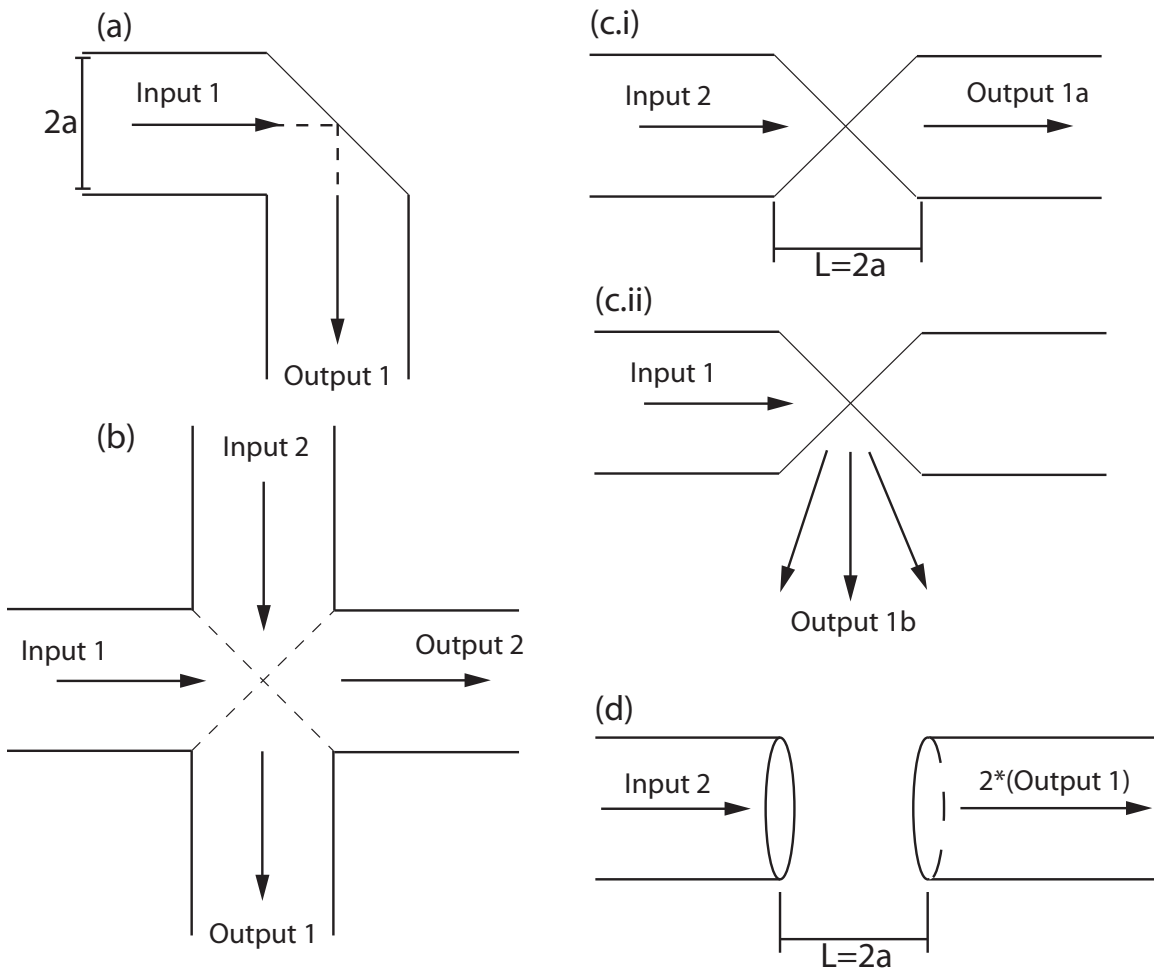 (a)
Input 1
2a
Output 1
(b)
Input 2
Input 1
Output 2
Output 1
(c.i)
Input 2
Output 1a
L=2a
(c.ii)
Input 1
Output 1b
(d)
Input 2
2*(Output 1)
L=2a